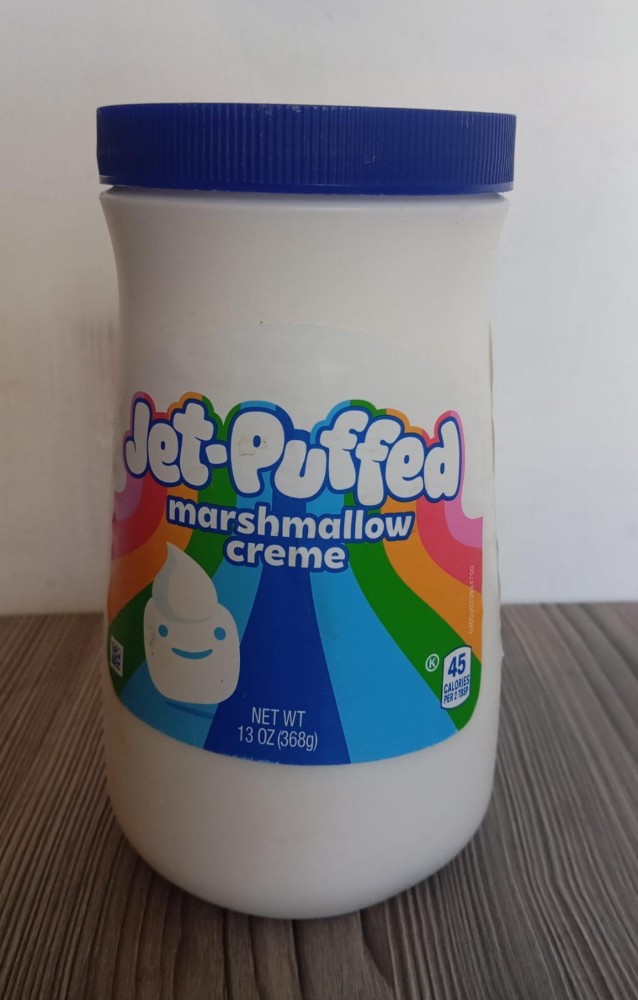 Jet-Puffed
marshmallow
creme
NET WT
13 OZ (368g)
K
45
CALORIES
PER 2 TBSP